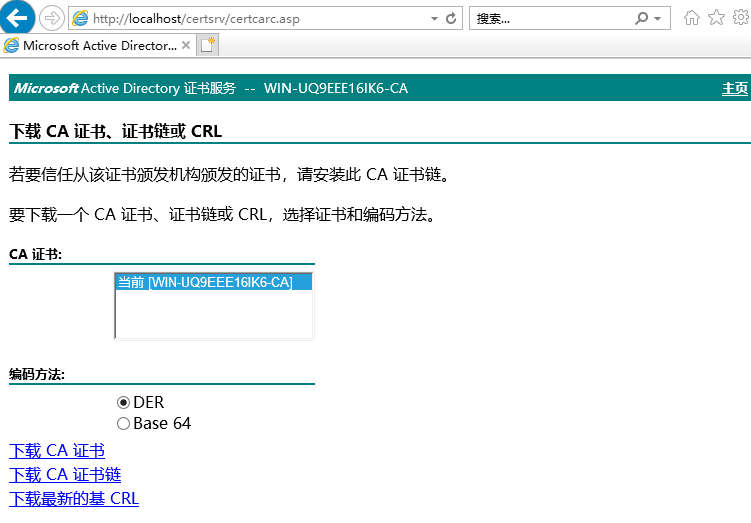 http://localhost/certsrv/certcarc.asp
搜索...
Microsoft Active Director...
Microsoft Active Directory 证书服务 -- WIN-UQ9EEE16IK6-CA 主页
下载 CA 证书、证书链或 CRL
若要信任从该证书颁发机构颁发的证书，请安装此 CA 证书链。
要下载一个 CA 证书、证书链或 CRL，选择证书和编码方法。
CA 证书:
当前 [WIN-UQ9EEE16IK6-CA]
编码方法:
DER
Base 64
下载 CA 证书
下载 CA 证书链
下载最新的基 CRL